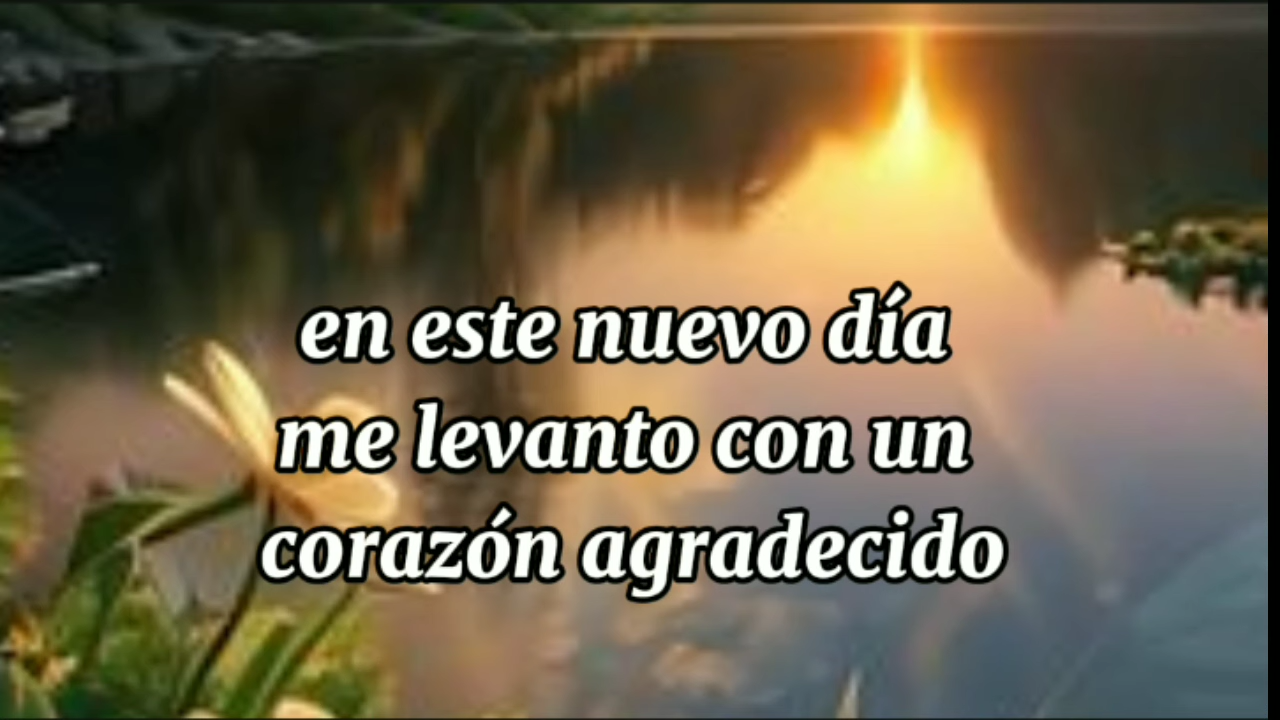 en este nuevo día
me levanto con un
corazón agradecido